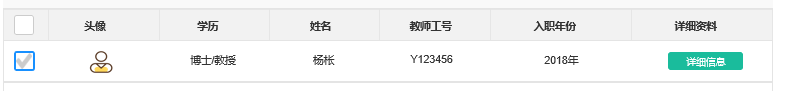 头像 学历 姓名 教师工号 入职年份 详细资料
博士/教授 杨枨 Y123456 2018年 详细信息